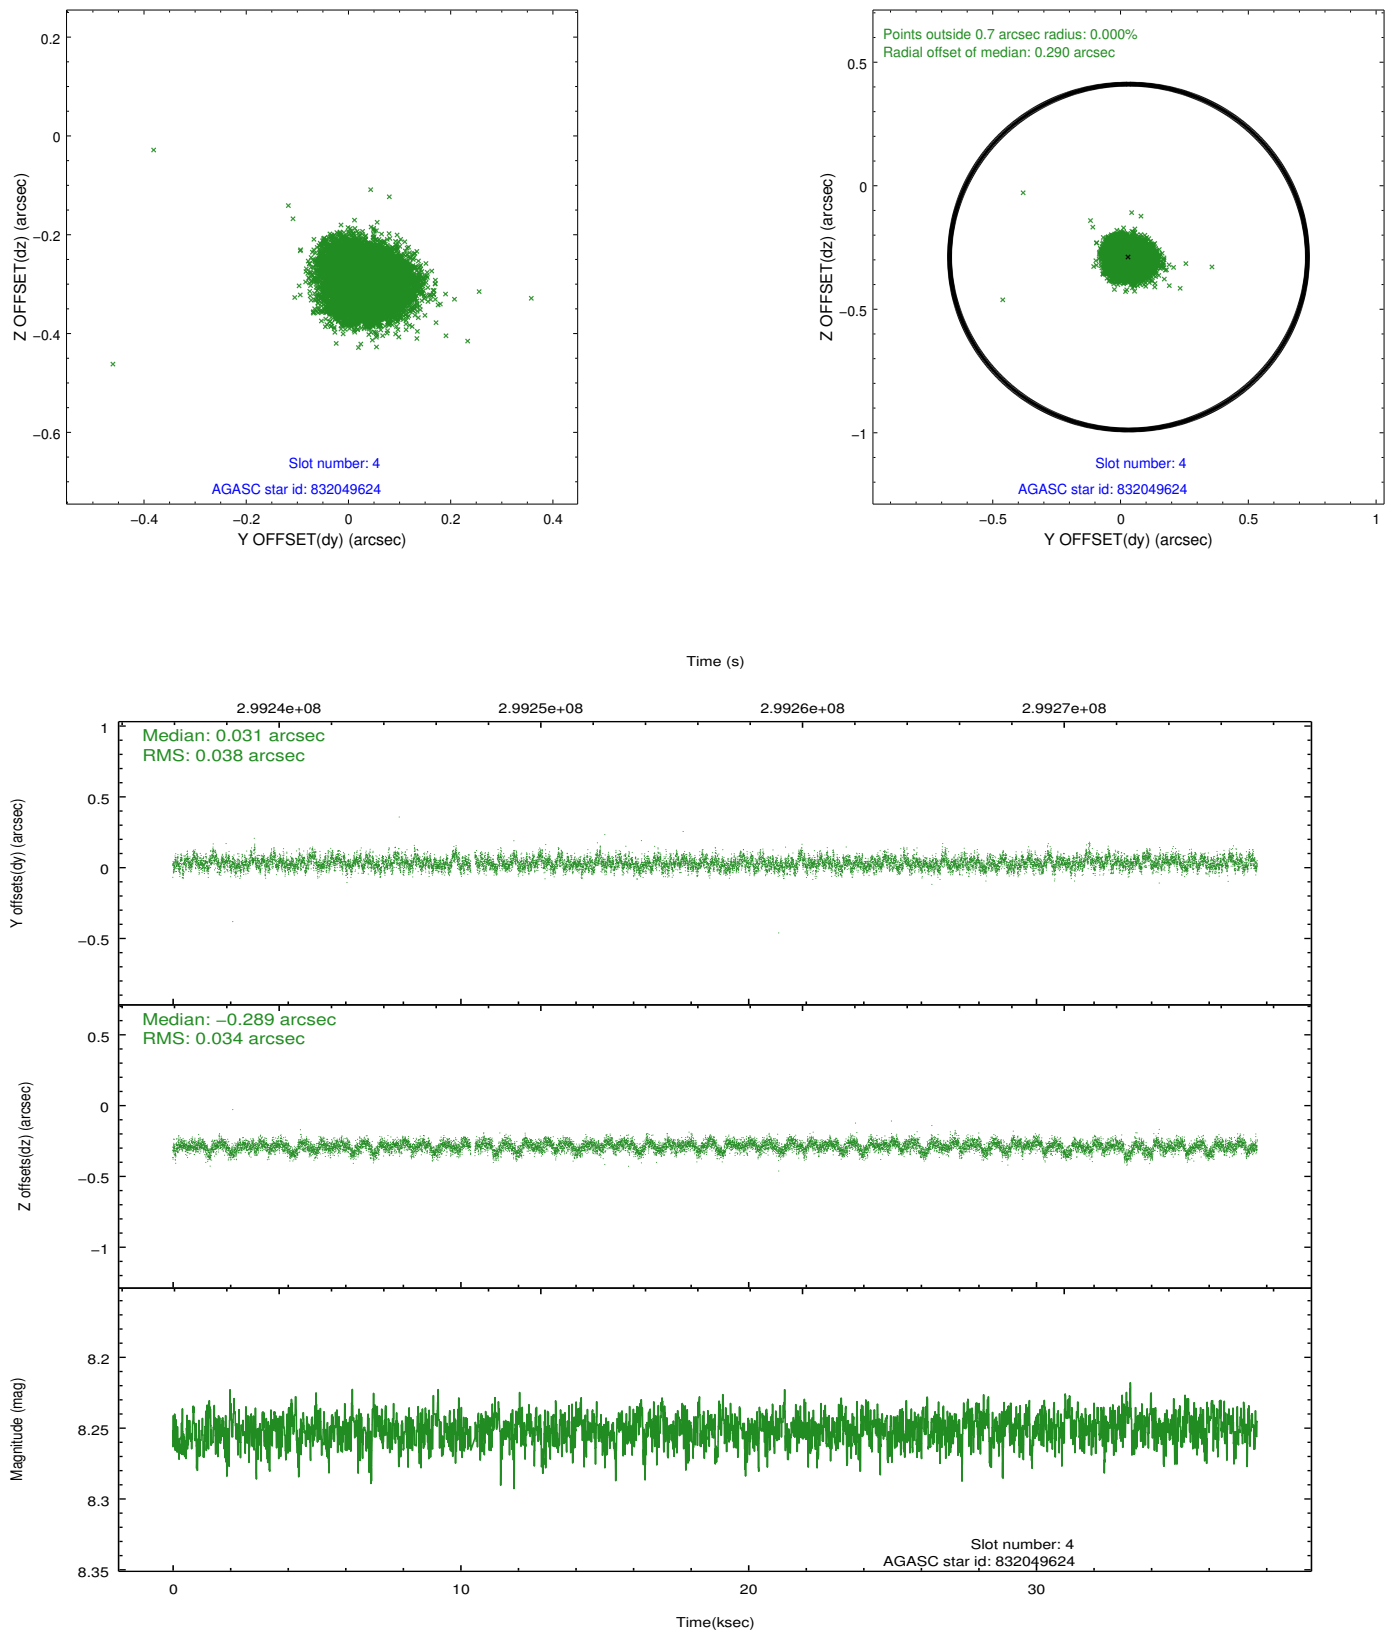 0.2
0
−0.2
−0.4
−0.6
Z OFFSET(dz) (arcsec)
Slot number: 4
AGASC star id: 832049624
−0.4
−0.2
0
0.2
0.4
Y OFFSET(dy) (arcsec)
Points outside 0.7 arcsec radius: 0.000%
Radial offset of median: 0.290 arcsec
0.5
0
−0.5
−1
Z OFFSET(dz) (arcsec)
Slot number: 4
AGASC star id: 832049624
−0.5
0
0.5
1
Y OFFSET(dy) (arcsec)
Time (s)
2.9924e+08
2.9925e+08
2.9926e+08
2.9927e+08
Median: 0.031 arcsec
RMS: 0.038 arcsec
1
0.5
0
−0.5
Y offsets(dy) (arcsec)
Median: −0.289 arcsec
RMS: 0.034 arcsec
0.5
0
−0.5
−1
Z offsets(dz) (arcsec)
8.2
8.25
8.3
8.35
Magnitude (mag)
Slot number: 4
AGASC star id: 832049624
0
10
20
30
Time(ksec)